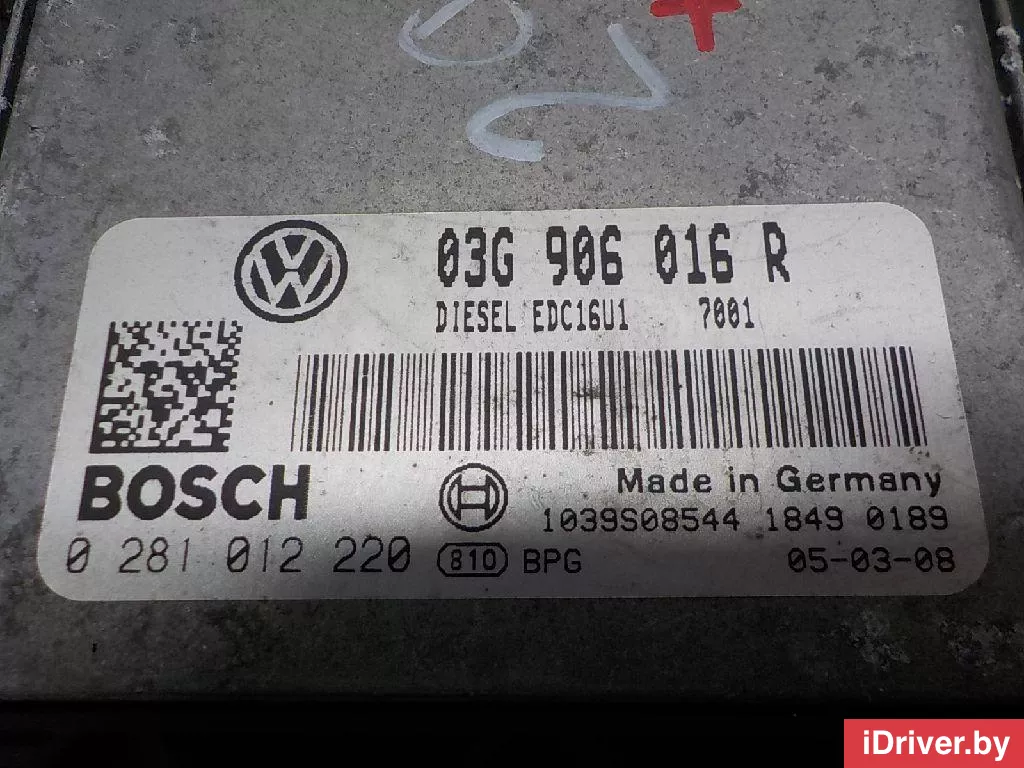 03G 906 016 R
DIESEL EDC16U1 7001
BOSCH
Made in Germany
1039S08544 1849 0189
0 281 012 220 810 BPG 05-03-08
iDriver.by